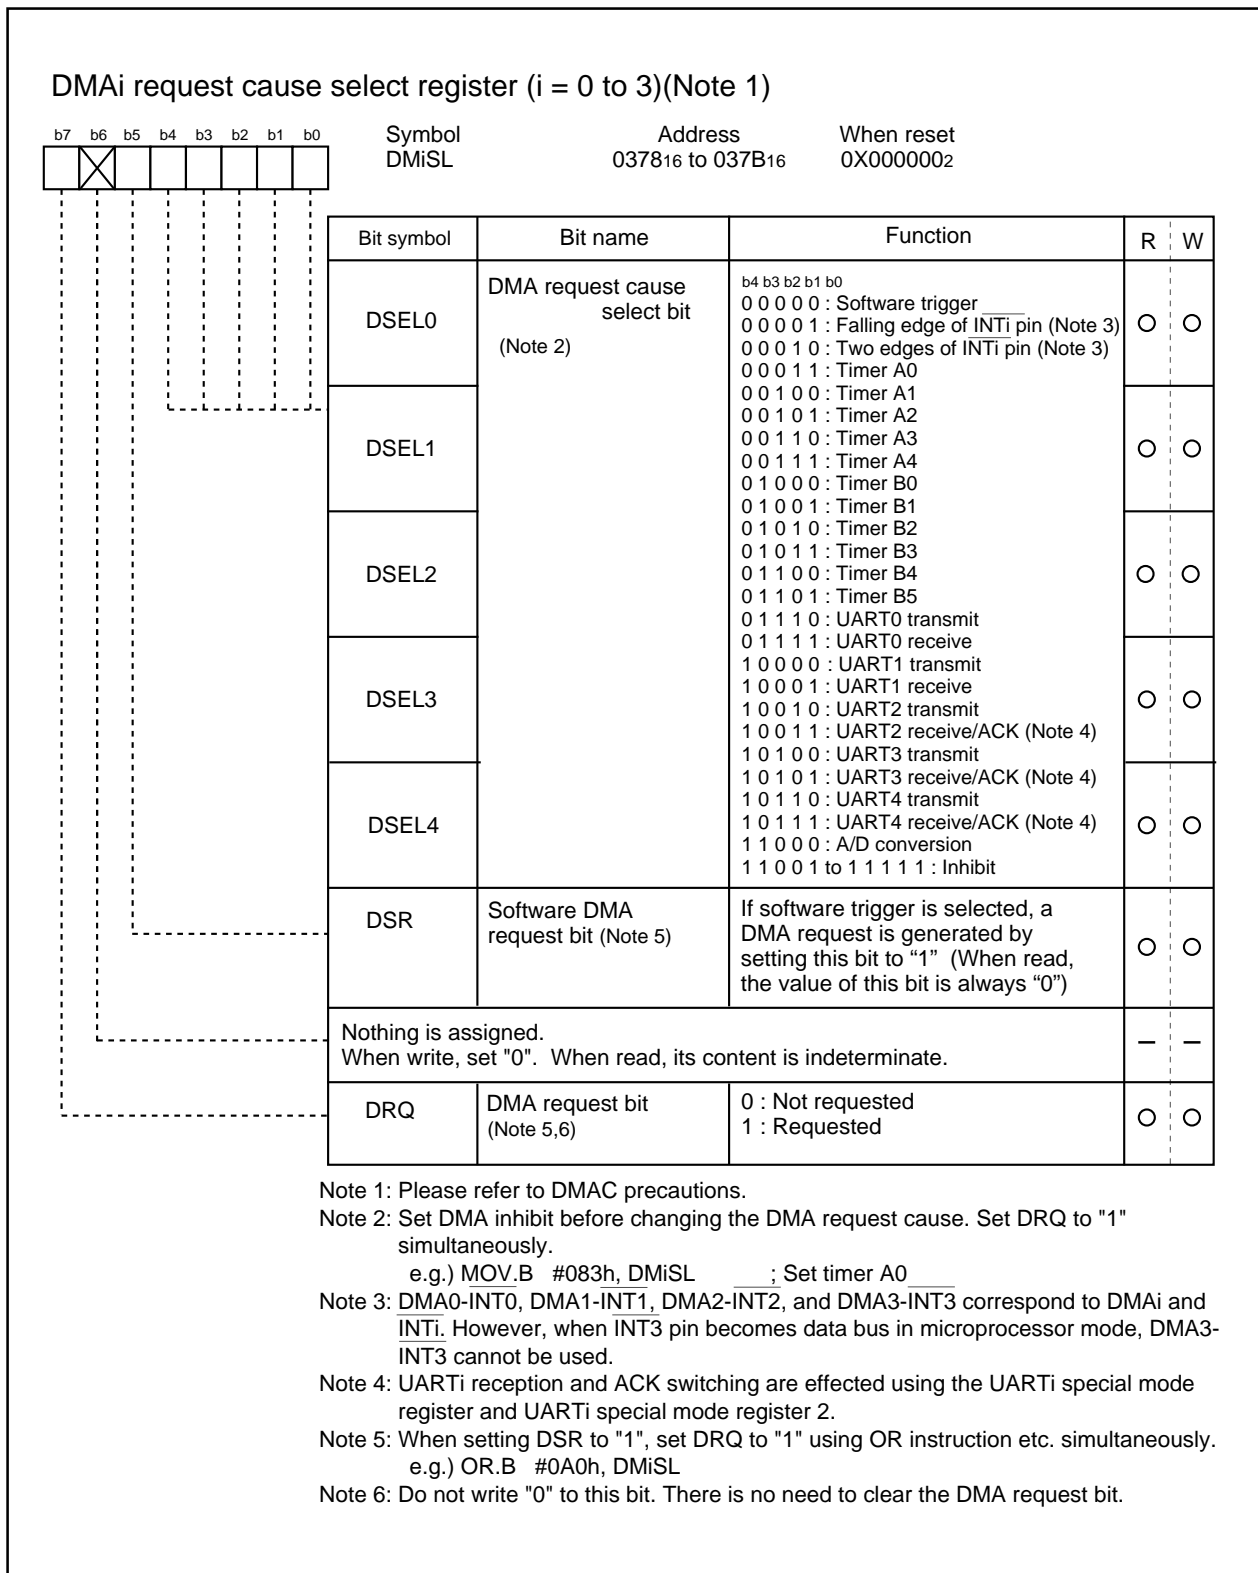 DMAi request cause select register (i = 0 to 3)(Note 1)
b7 b6 b5 b4 b3 b2 b1 b0
Symbol Address When reset
DMiSL 037816 to 037B16 0X0000002
Bit symbol Bit name Function R W
DSEL0
DMA request cause
select bit
(Note 2)
b4 b3 b2 b1 b0
0 0 0 0 0 : Software trigger
0 0 0 0 1 : Falling edge of INTi pin (Note 3)
0 0 0 1 0 : Two edges of INTi pin (Note 3)
0 0 0 1 1 : Timer A0
0 0 1 0 0 : Timer A1
0 0 1 0 1 : Timer A2
0 0 1 1 0 : Timer A3
0 0 1 1 1 : Timer A4
0 1 0 0 0 : Timer B0
0 1 0 0 1 : Timer B1
0 1 0 1 0 : Timer B2
0 1 0 1 1 : Timer B3
0 1 1 0 0 : Timer B4
0 1 1 0 1 : Timer B5
0 1 1 1 0 : UART0 transmit
0 1 1 1 1 : UART0 receive
1 0 0 0 0 : UART1 transmit
1 0 0 0 1 : UART1 receive
1 0 0 1 0 : UART2 transmit
1 0 0 1 1 : UART2 receive/ACK (Note 4)
1 0 1 0 0 : UART3 transmit
1 0 1 0 1 : UART3 receive/ACK (Note 4)
1 0 1 1 0 : UART4 transmit
1 0 1 1 1 : UART4 receive/ACK (Note 4)
1 1 0 0 0 : A/D conversion
1 1 0 0 1 to 1 1 1 1 1 : Inhibit
DSEL1
DSEL2
DSEL3
DSEL4
DSR
Software DMA
request bit (Note 5)
If software trigger is selected, a
DMA request is generated by
setting this bit to “1” (When read,
the value of this bit is always “0”)
Nothing is assigned.
When write, set "0". When read, its content is indeterminate.
DRQ
DMA request bit
(Note 5,6)
0 : Not requested
1 : Requested
Note 1: Please refer to DMAC precautions.
Note 2: Set DMA inhibit before changing the DMA request cause. Set DRQ to "1"
simultaneously.
e.g.) MOV.B #083h, DMiSL ; Set timer A0
Note 3: DMA0-INT0, DMA1-INT1, DMA2-INT2, and DMA3-INT3 correspond to DMAi and
INTi. However, when INT3 pin becomes data bus in microprocessor mode, DMA3-
INT3 cannot be used.
Note 4: UARTi reception and ACK switching are effected using the UARTi special mode
register and UARTi special mode register 2.
Note 5: When setting DSR to "1", set DRQ to "1" using OR instruction etc. simultaneously.
e.g.) OR.B #0A0h, DMiSL
Note 6: Do not write "0" to this bit. There is no need to clear the DMA request bit.